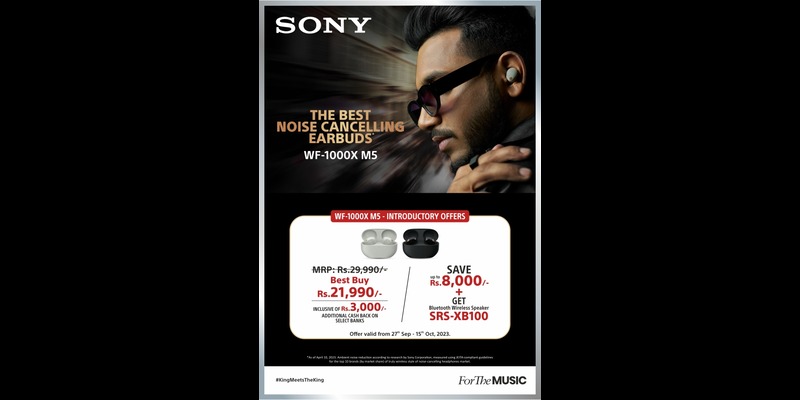 SONY
THE BEST
NOISE CANCELLING
EARBUDS*
WF-1000X M5
WF-1000X M5 - INTRODUCTORY OFFERS
MRP: Rs.29,990/-
Best Buy
Rs.21,990/-
INCLUSIVE OF Rs.3,000/-
ADDITIONAL CASH BACK ON
SELECT BANKS
SAVE
up to Rs.8,000/-
+
GET
Bluetooth Wireless Speaker
SRS-XB100
Offer valid from 27th Sep - 15th Oct, 2023.
#KingMeetsTheKing
For The MUSIC